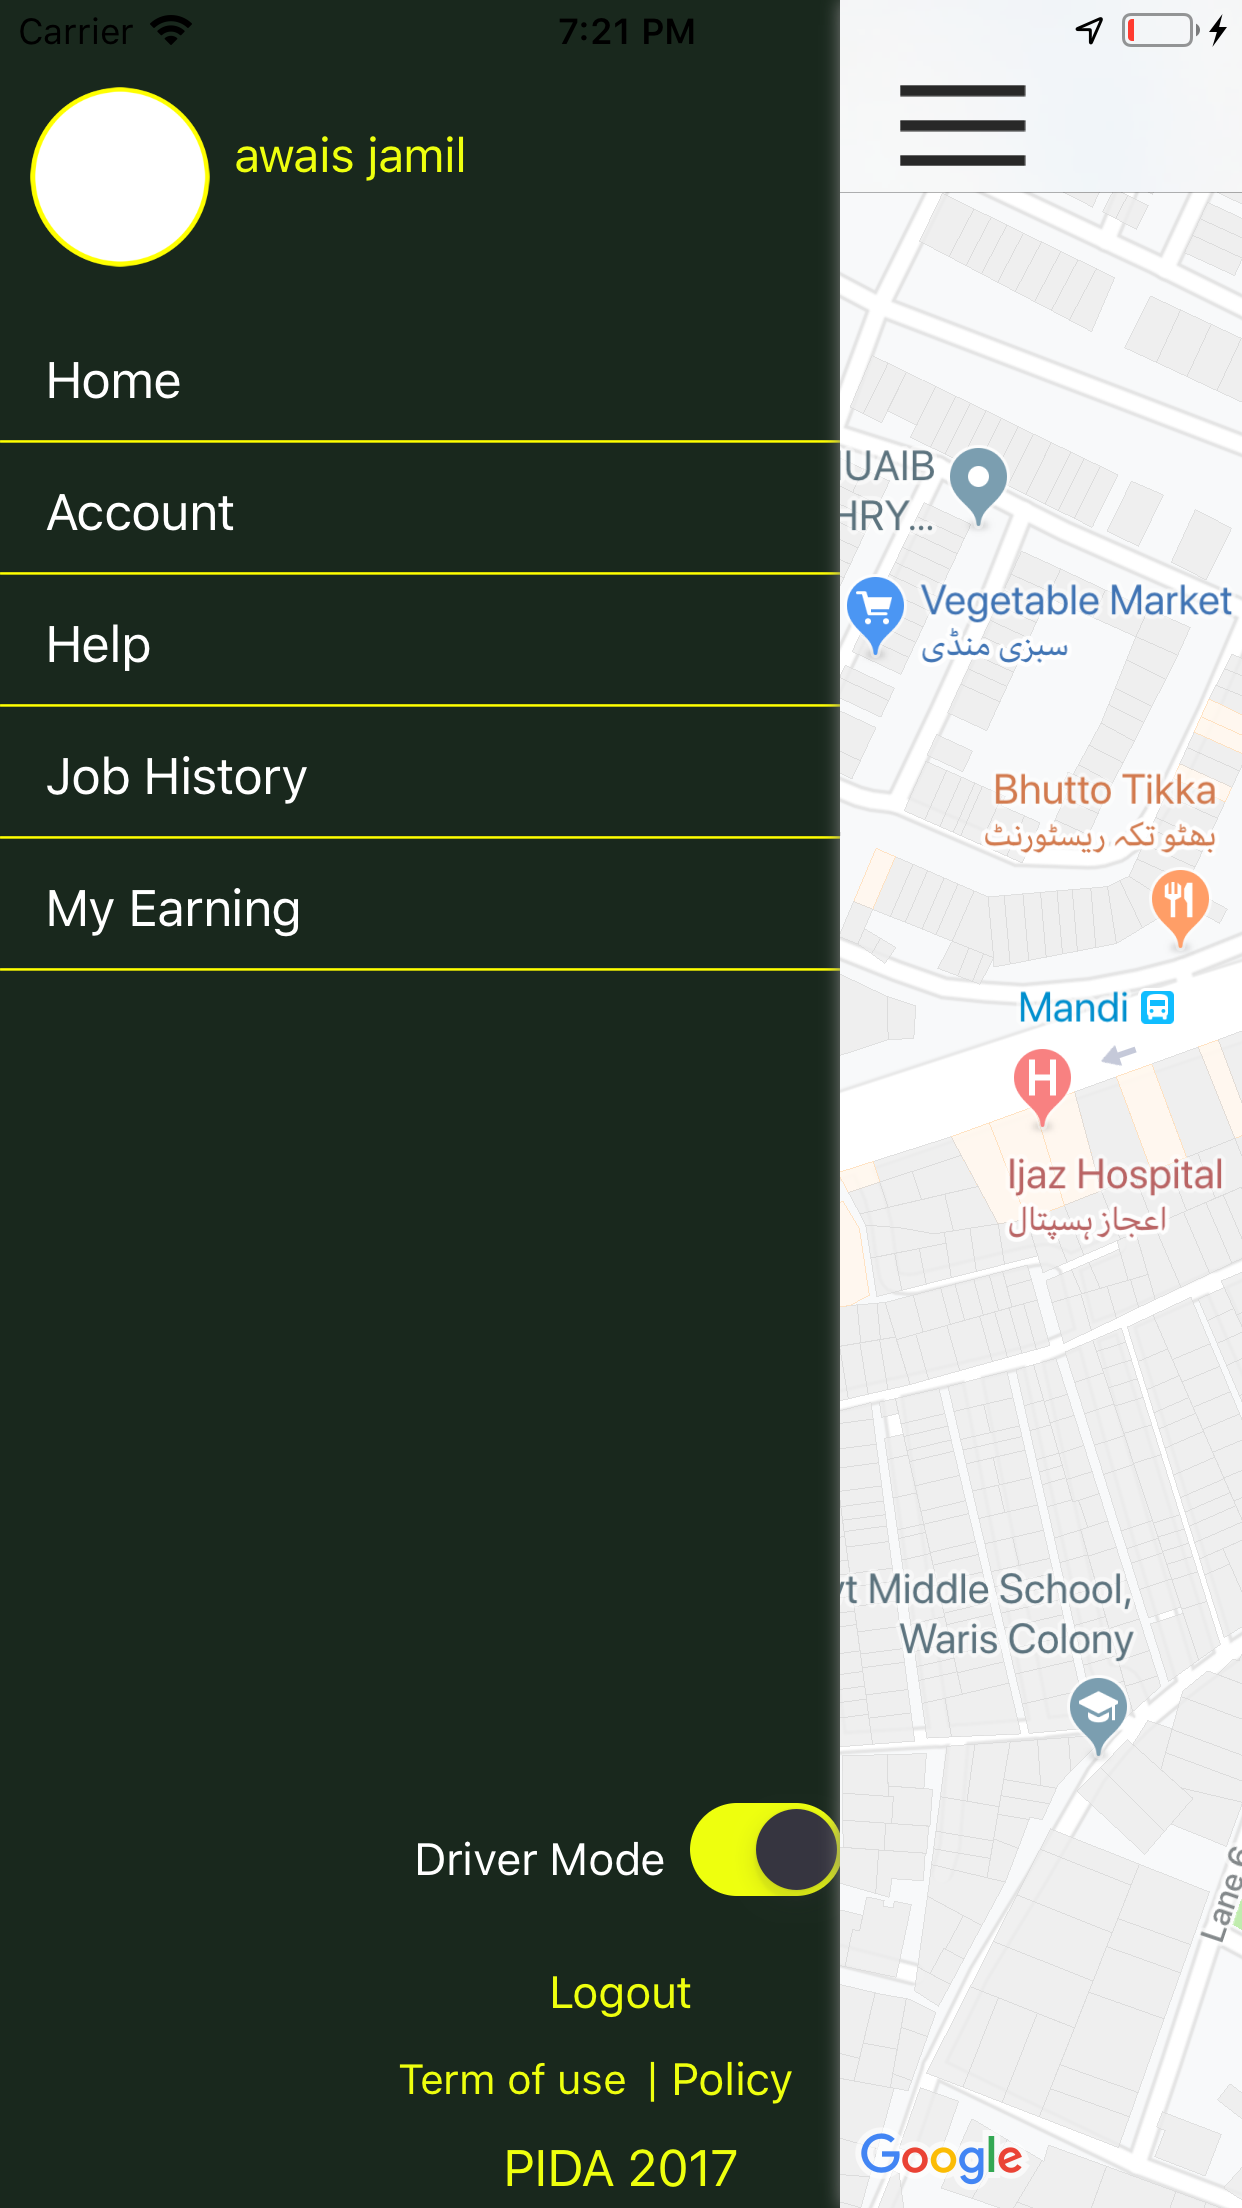 Carrier
7:21 PM
awais jamil
Home
Account
Help
Job History
My Earning
Driver Mode
Logout
Term of use | Policy
PIDA 2017
UAIB
HRY...
Vegetable Market
سبزی منڈی
Bhutto Tikka
بھٹو تکہ ریسٹورنٹ
Mandi
H
Ijaz Hospital
اعجاز ہسپتال
t Middle School,
Waris Colony
Lane 6
Google